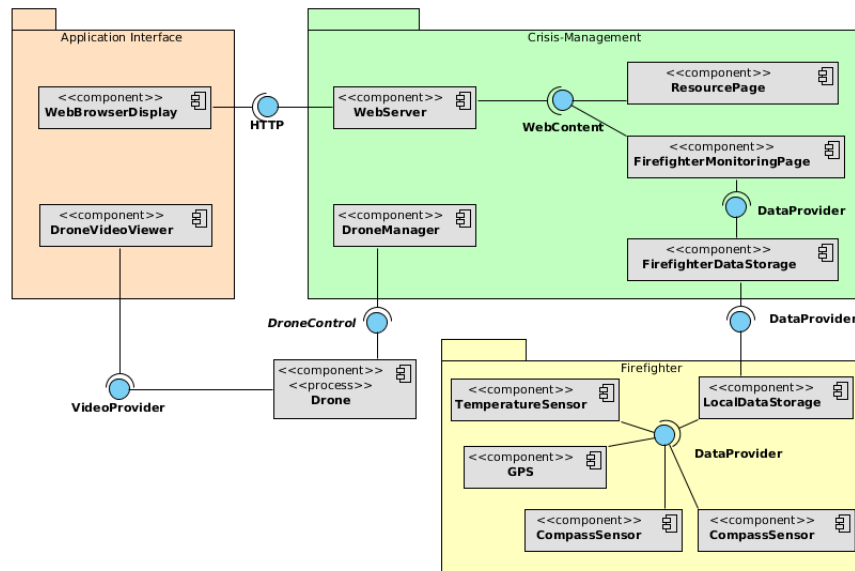 Application Interface
Crisis-Management
<<component>>
WebBrowserDisplay
HTTP
<<component>>
WebServer
WebContent
<<component>>
ResourcePage
<<component>>
FirefighterMonitoringPage
DataProvider
<<component>>
DroneVideoViewer
<<component>>
DroneManager
<<component>>
FirefighterDataStorage
DroneControl
DataProvider
VideoProvider
<<component>>
<<process>>
Drone
Firefighter
<<component>>
TemperatureSensor
<<component>>
LocalDataStorage
<<component>>
GPS
DataProvider
<<component>>
CompassSensor
<<component>>
CompassSensor